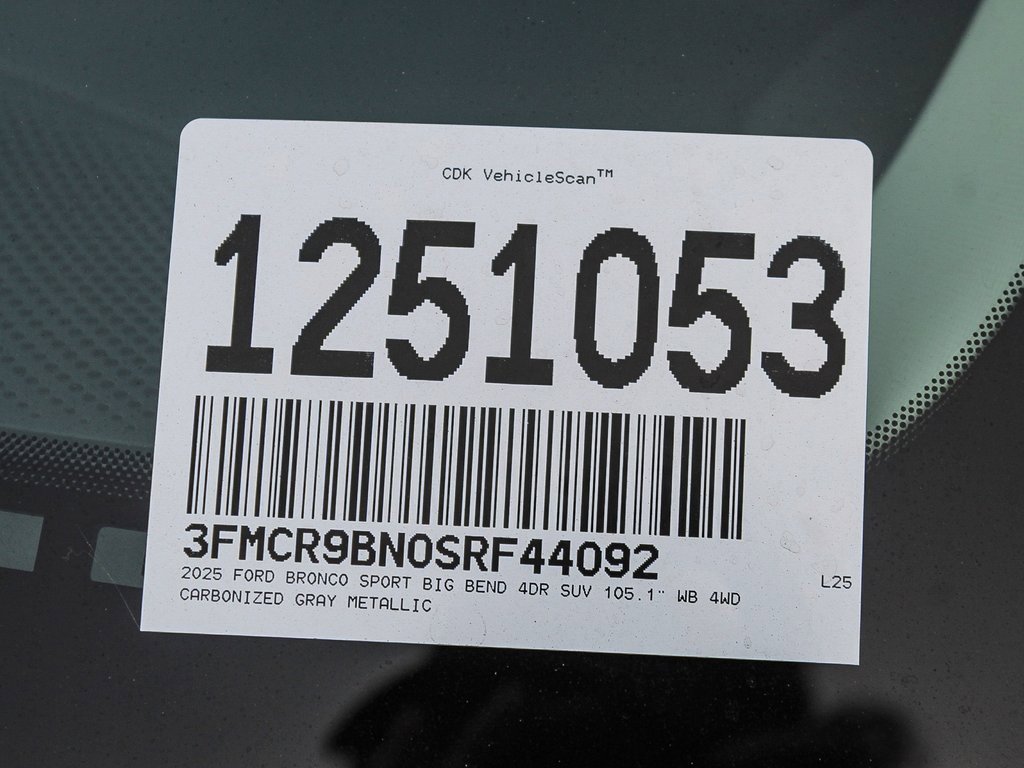 CDK VehicleScan™
1251053
3FMCR9BN0SRF44092
2025 FORD BRONCO SPORT BIG BEND 4DR SUV 105.1" WB 4WD
L25
CARBONIZED GRAY METALLIC